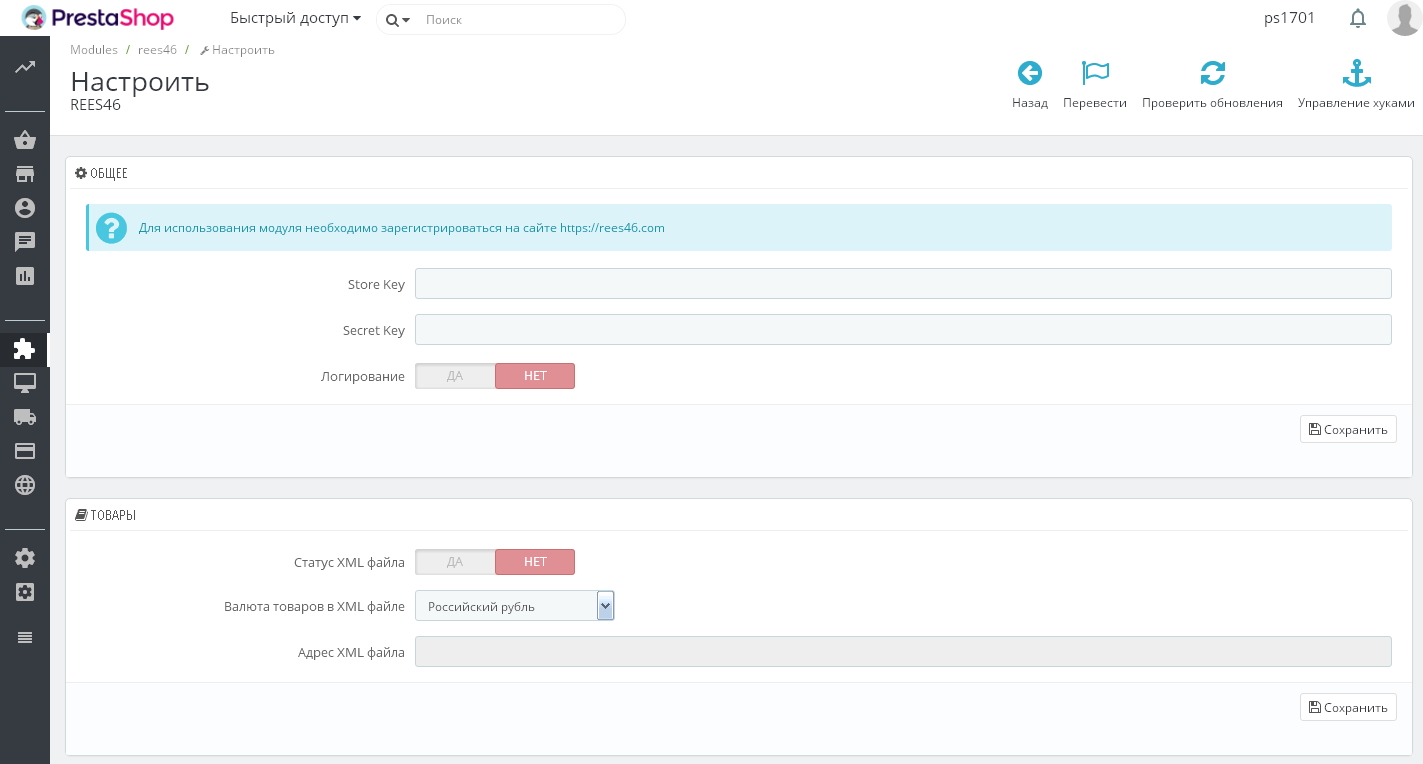 PrestaShop Быстрый доступ Поиск ps1701
Modules / rees46 / Настроить
Настроить
REES46
Назад Перевести Проверить обновления Управление хуками
ОБЩЕЕ
Для использования модуля необходимо зарегистрироваться на сайте https://rees46.com
Store Key
Secret Key
Логирование ДА НЕТ
Сохранить
ТОВАРЫ
Статус XML файла ДА НЕТ
Валюта товаров в XML файле Российский рубль
Адрес XML файла
Сохранить